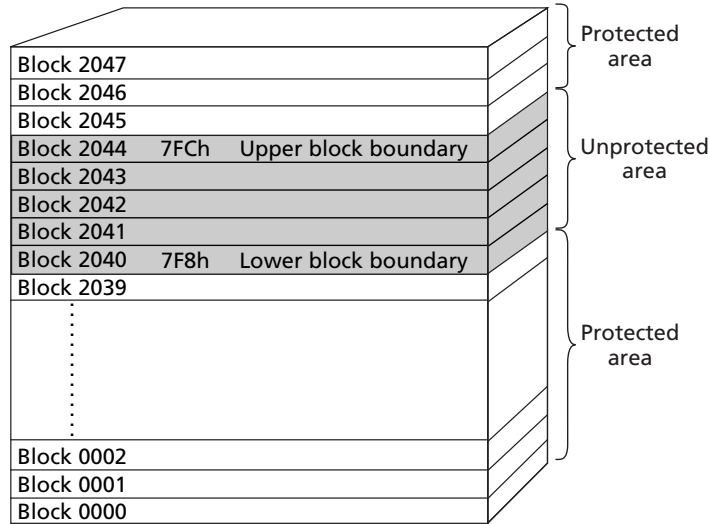 Protected
area
Block 2047
Block 2046
Block 2045
Block 2044 7FCh Upper block boundary
Block 2043
Block 2042
Block 2041
Block 2040 7F8h Lower block boundary
Block 2039
Unprotected
area
Protected
area
Block 0002
Block 0001
Block 0000